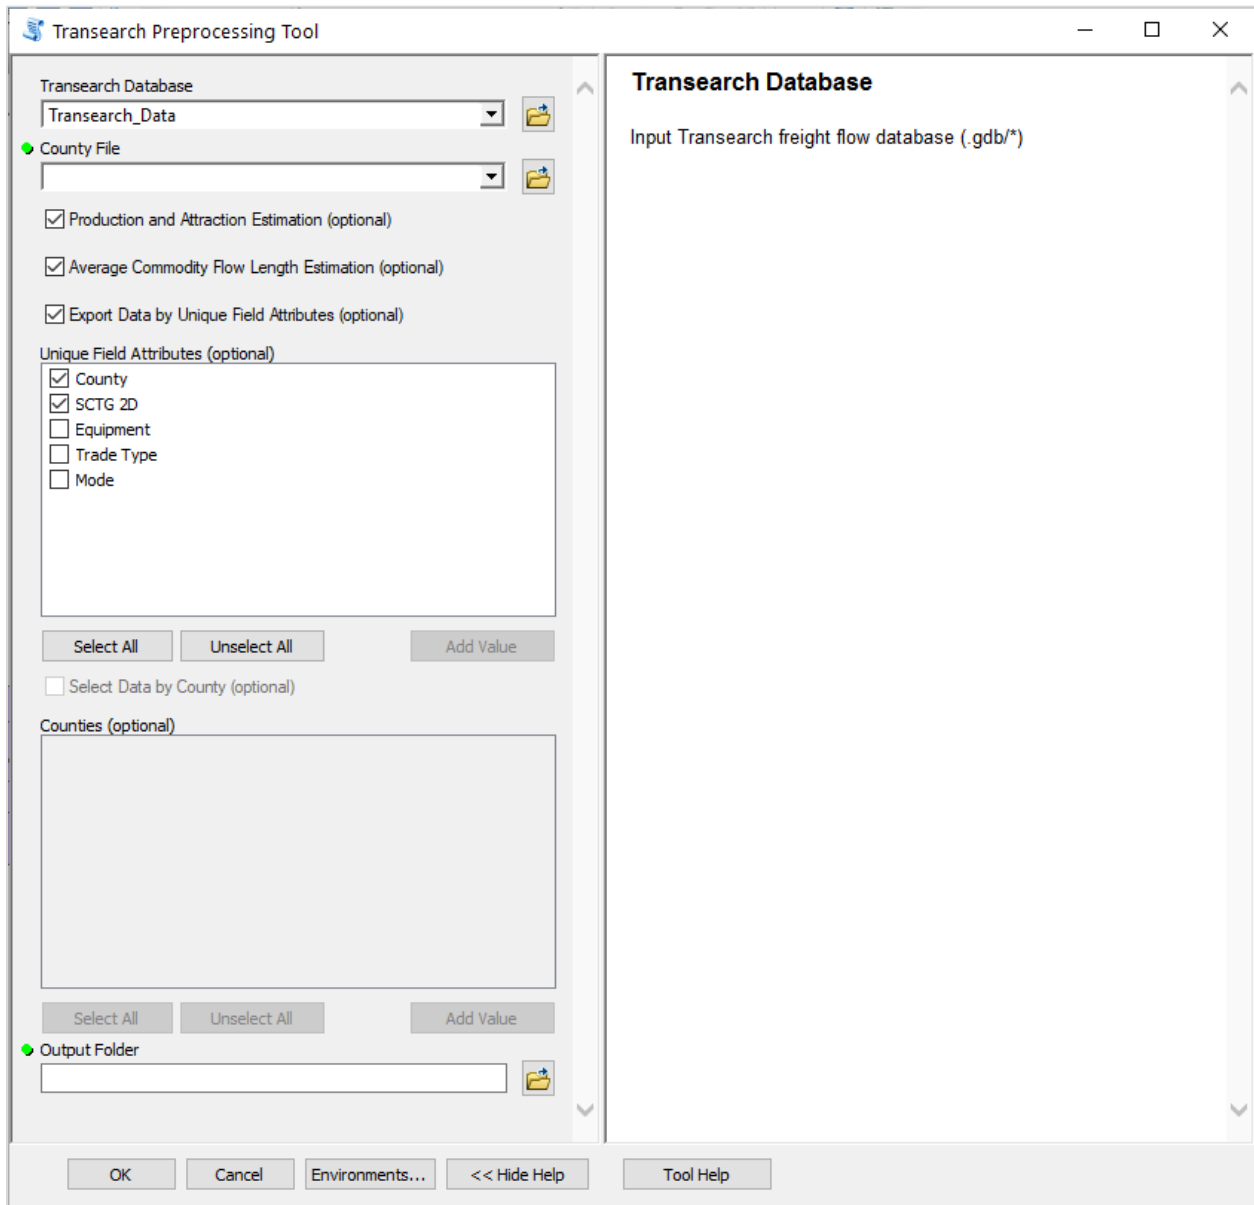 Transearch Preprocessing Tool
Transearch Database
Transearch_Data
County File
Production and Attraction Estimation (optional)
Average Commodity Flow Length Estimation (optional)
Export Data by Unique Field Attributes (optional)
Unique Field Attributes (optional)
County
SCTG 2D
Equipment
Trade Type
Mode
Select All Unselect All Add Value
Select Data by County (optional)
Counties (optional)
Select All Unselect All Add Value
Output Folder
Transearch Database
Input Transearch freight flow database (.gdb/*)
OK Cancel Environments... << Hide Help Tool Help